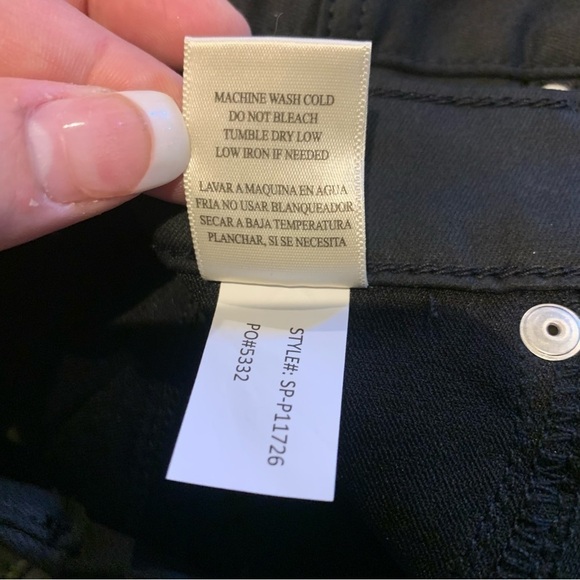 MACHINE WASH COLD
DO NOT BLEACH
TUMBLE DRY LOW
LOW IRON IF NEEDED
LAVAR A MAQUINA EN AGUA
FRIA NO USAR BLANQUEADOR
SECAR A BAJA TEMPERATURA
PLANCHAR, SI SE NECESITA
STYLE#: SP-P11726
PO#5332